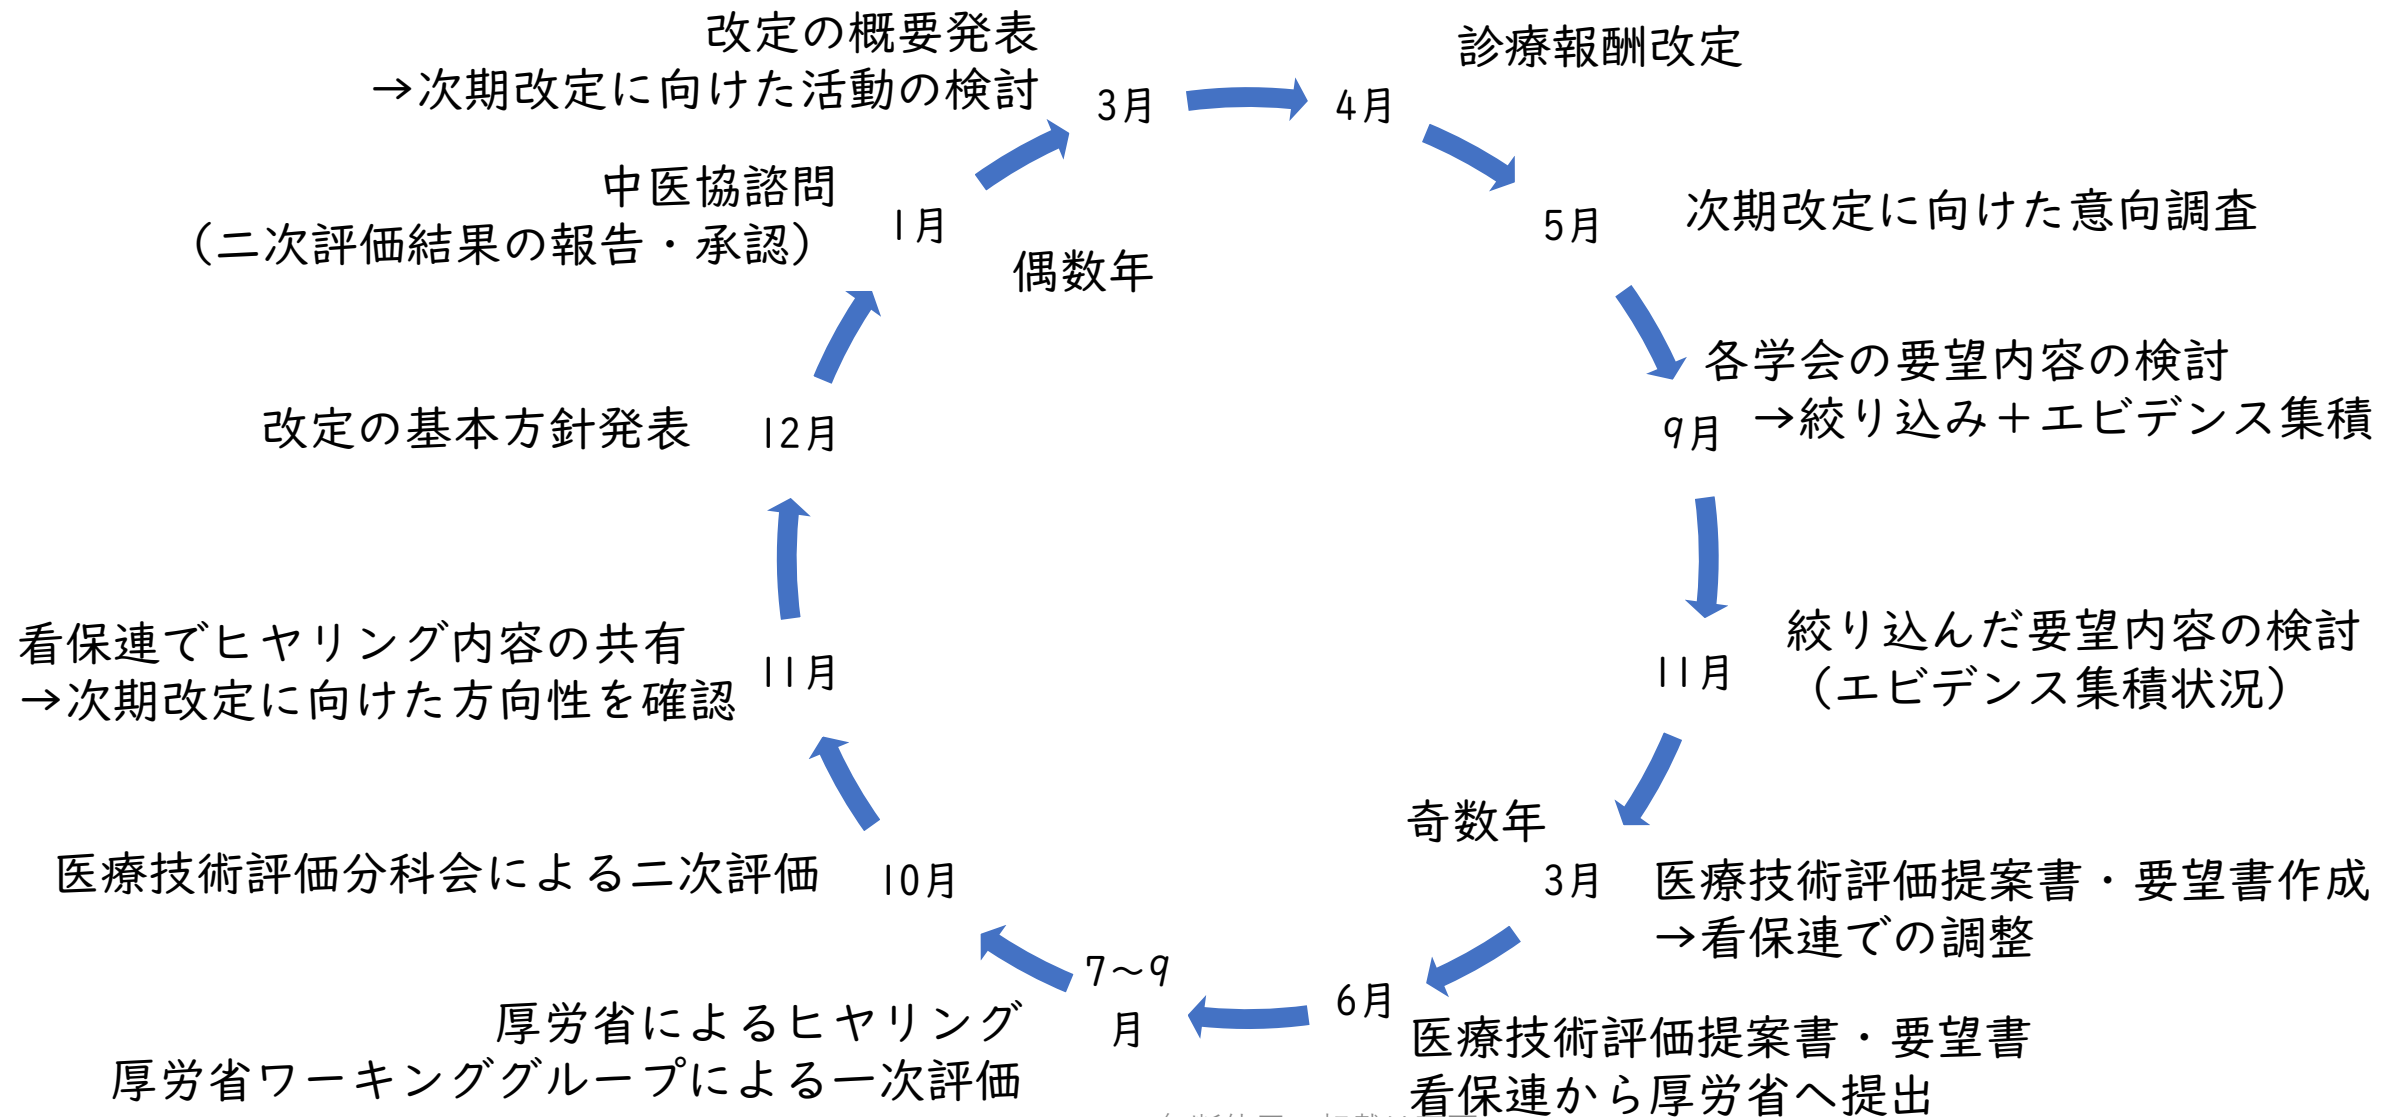 改定の概要発表
→次期改定に向けた活動の検討
3月
4月
診療報酬改定
中医協諮問
（二次評価結果の報告・承認）
1月
偶数年
5月
次期改定に向けた意向調査
各学会の要望内容の検討
→絞り込み＋エビデンス集積
9月
改定の基本方針発表
12月
看保連でヒヤリング内容の共有
→次期改定に向けた方向性を確認
11月
11月
絞り込んだ要望内容の検討
（エビデンス集積状況）
奇数年
3月
医療技術評価提案書・要望書作成
→看保連での調整
医療技術評価分科会による二次評価
10月
7～9
月
6月
厚労省によるヒヤリング
厚労省ワーキンググループによる一次評価
医療技術評価提案書・要望書
看保連から厚労省へ提出